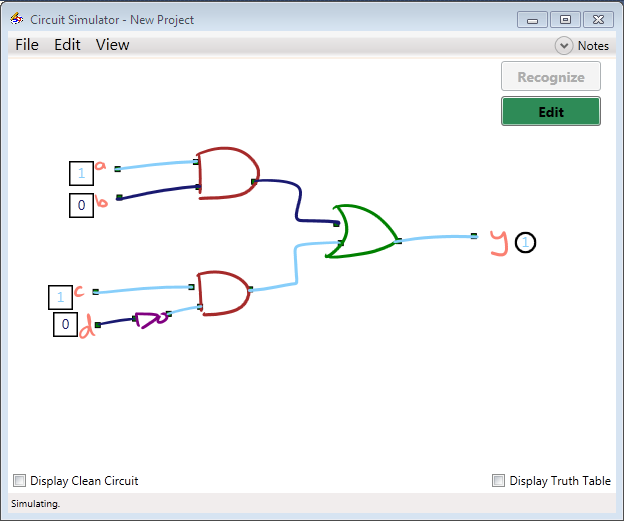 Circuit Simulator - New Project
File Edit View Notes
Recognize
Edit
1 a
0 b
y 1
1 c
0 d
Display Clean Circuit Display Truth Table
Simulating.